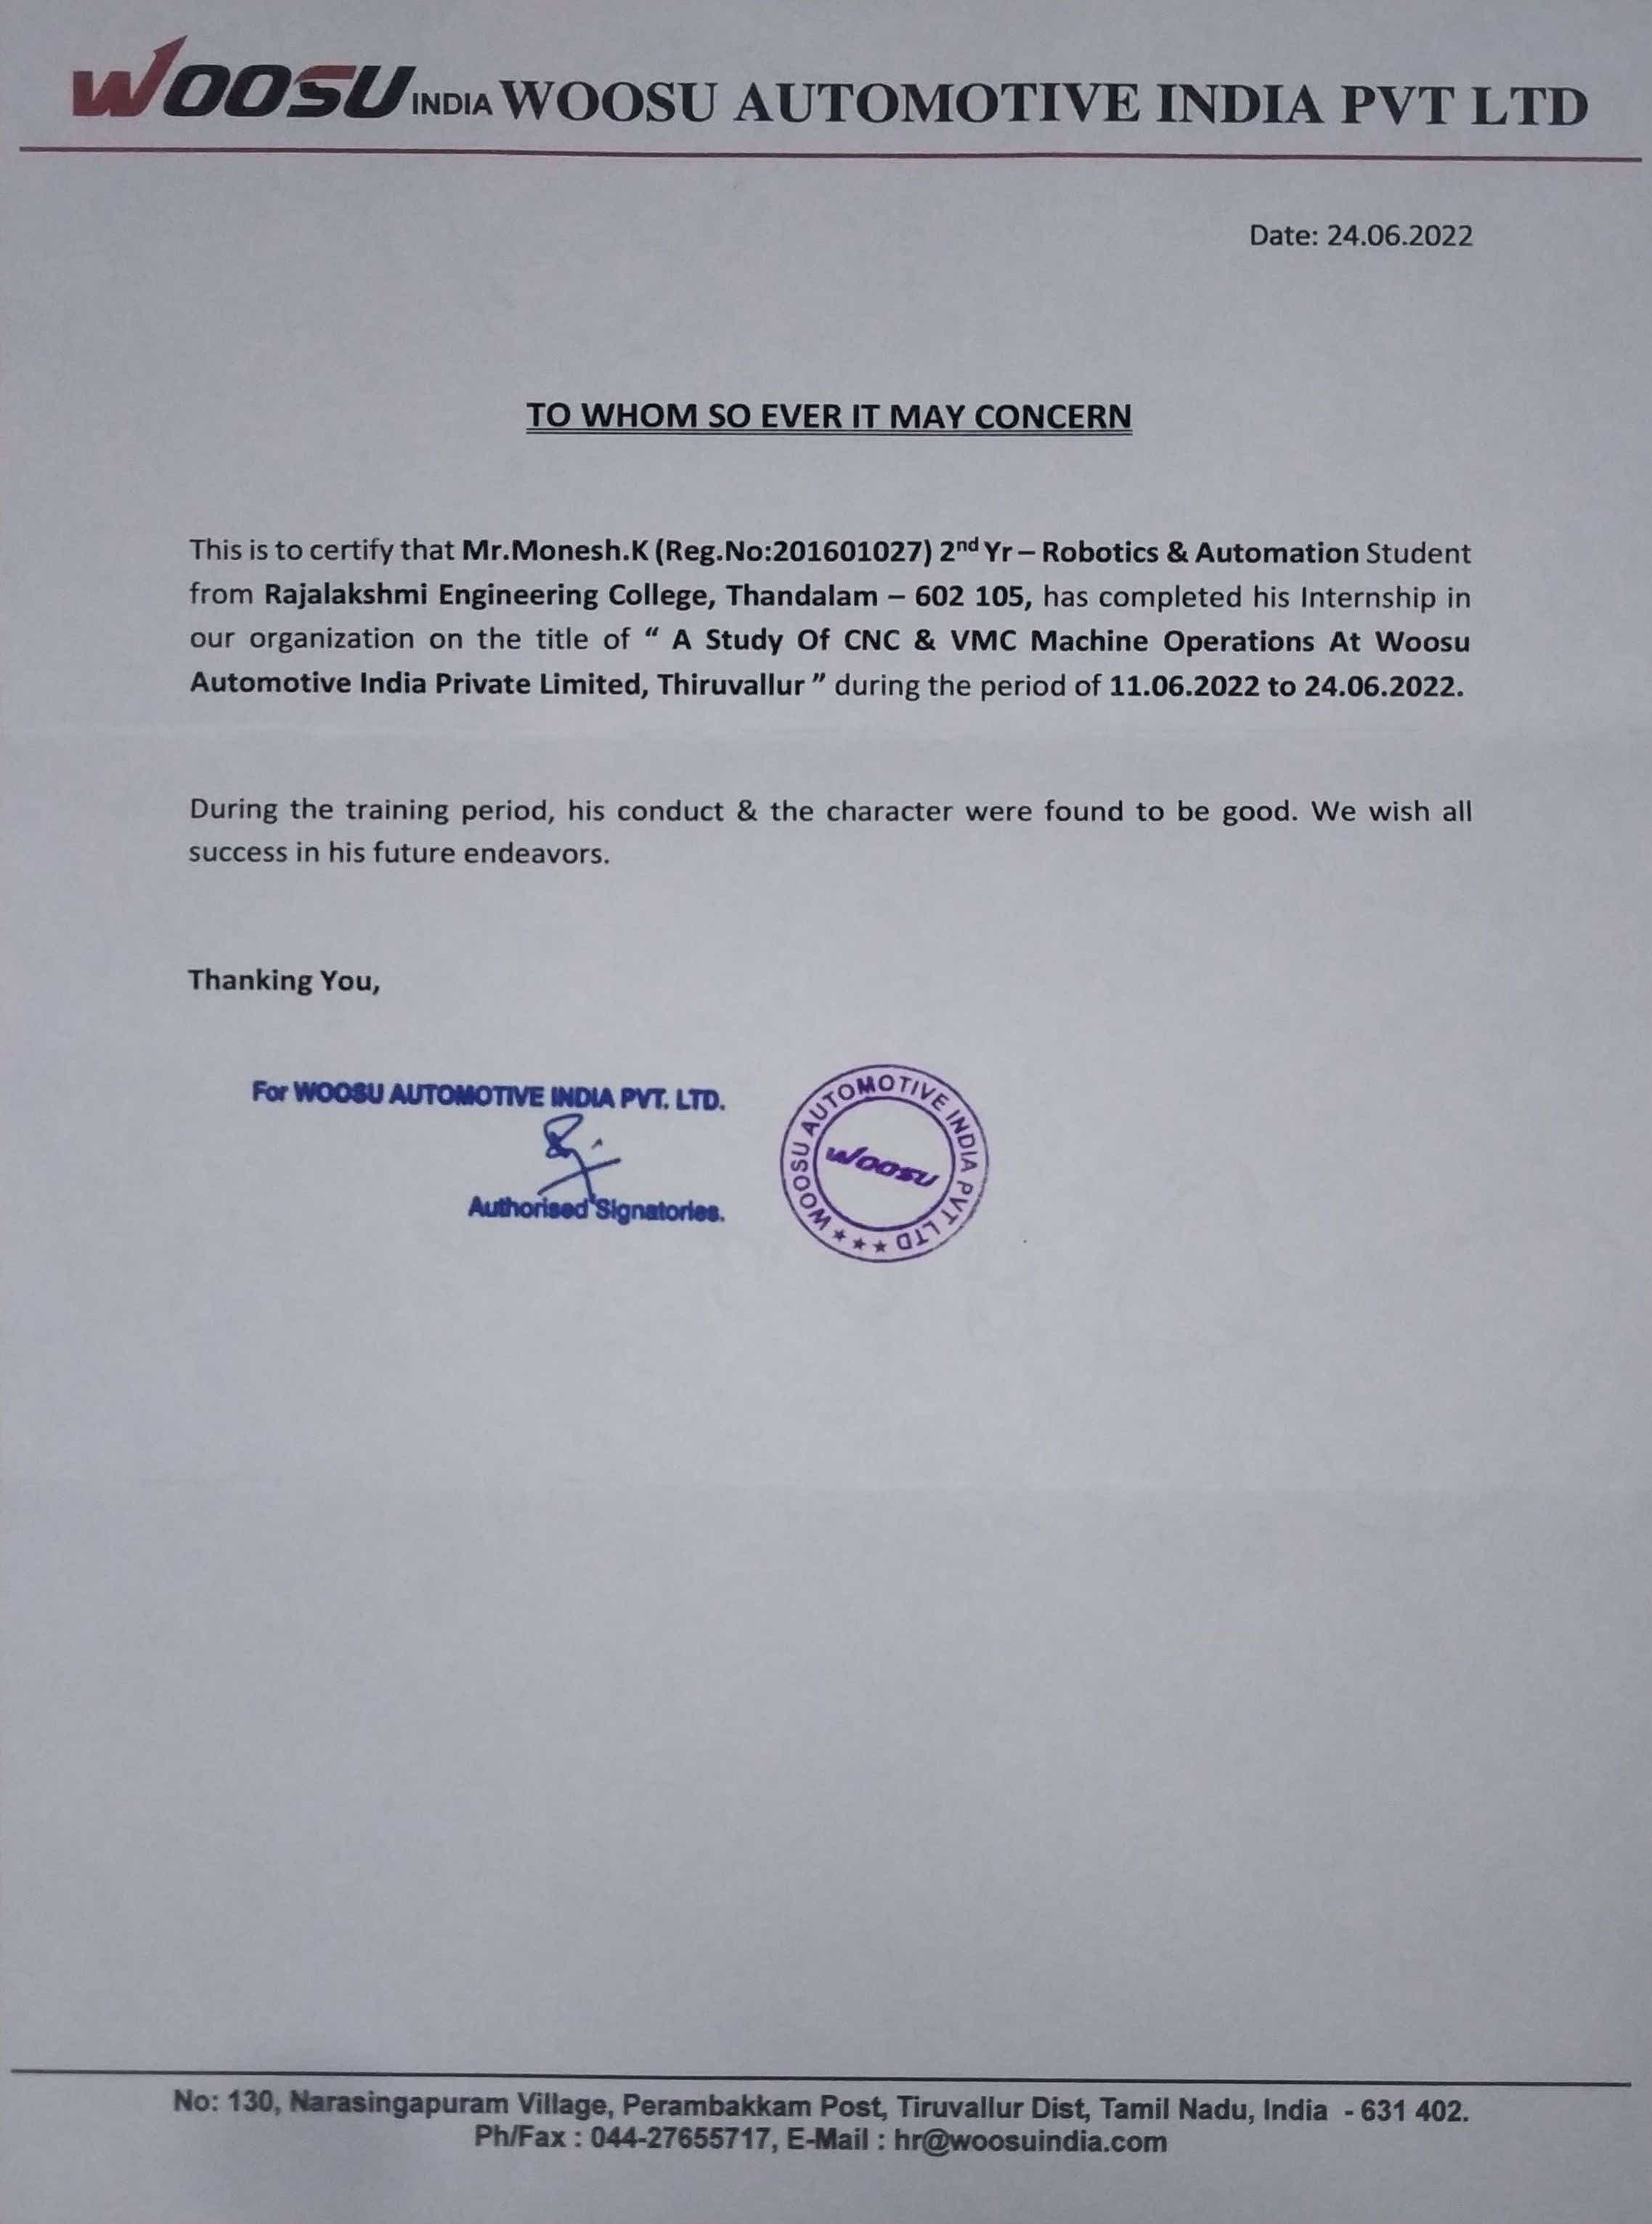 WOOSU INDIA WOOSU AUTOMOTIVE INDIA PVT LTD
Date: 24.06.2022
TO WHOM SO EVER IT MAY CONCERN
This is to certify that Mr.Monesh.K (Reg.No:201601027) 2nd Yr – Robotics & Automation Student
from Rajalakshmi Engineering College, Thandalam – 602 105, has completed his Internship in
our organization on the title of “ A Study Of CNC & VMC Machine Operations At Woosu
Automotive India Private Limited, Thiruvallur ” during the period of 11.06.2022 to 24.06.2022.
During the training period, his conduct & the character were found to be good. We wish all
success in his future endeavors.
Thanking You,
For WOOSU AUTOMOTIVE INDIA PVT. LTD.
Authorised Signatories.
WOOSU AUTOMOTIVE INDIA PVT LTD ★★★
WOOSU
No: 130, Narasingapuram Village, Perambakkam Post, Tiruvallur Dist, Tamil Nadu, India - 631 402.
Ph/Fax : 044-27655717, E-Mail : hr@woosuindia.com